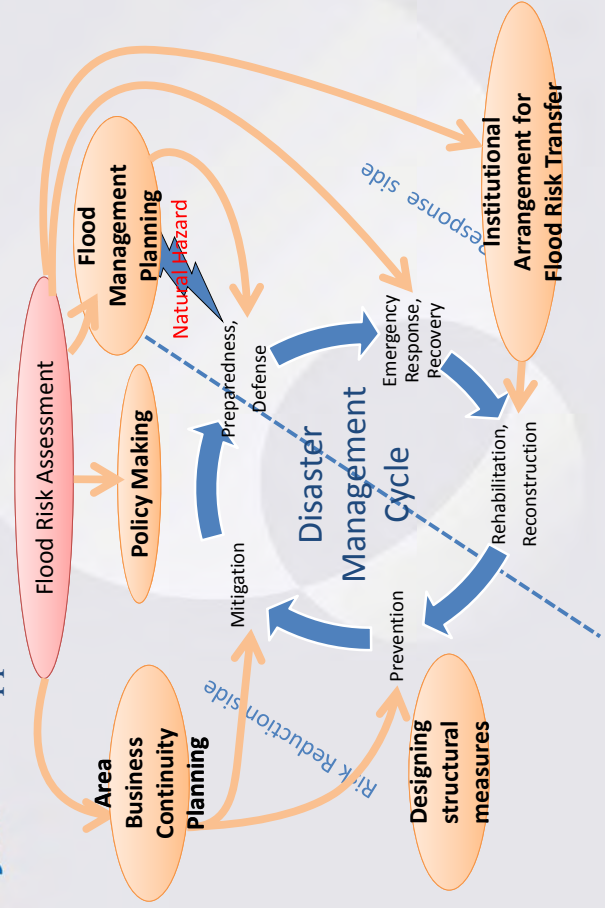 Flood Risk Assessment
Area
Business
Continuity
Planning
Policy Making
Flood
Management
Planning
Natural Hazard
Mitigation
Preparedness,
Defense
Disaster
Management
Cycle
Emergency
Response,
Recovery
Rehabilitation,
Reconstruction
Prevention
Risk Reduction side
Response side
Designing
structural
measures
Institutional
Arrangement for
Flood Risk Transfer